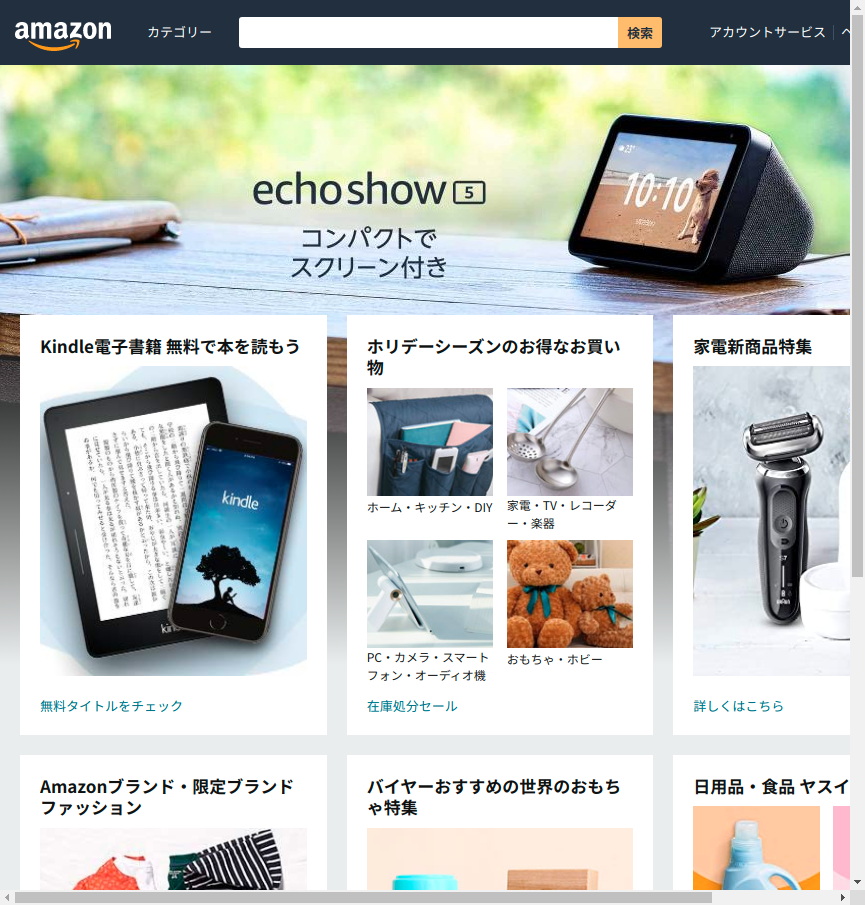 amazon
カテゴリー
検索
アカウントサービス
echo show 5
コンパクトで
スクリーン付き
10:10
Kindle電子書籍 無料で本を読もう
kindle
無料タイトルをチェック
ホリデーシーズンのお得なお買い
物
ホーム・キッチン・DIY
家電・TV・レコーダ
ー・楽器
PC・カメラ・スマート
フォン・オーディオ機
おもちゃ・ホビー
在庫処分セール
家電新商品特集
詳しくはこちら
Amazonブランド・限定ブランド
ファッション
バイヤーおすすめの世界のおもち
ゃ特集
日用品・食品 ヤスイ